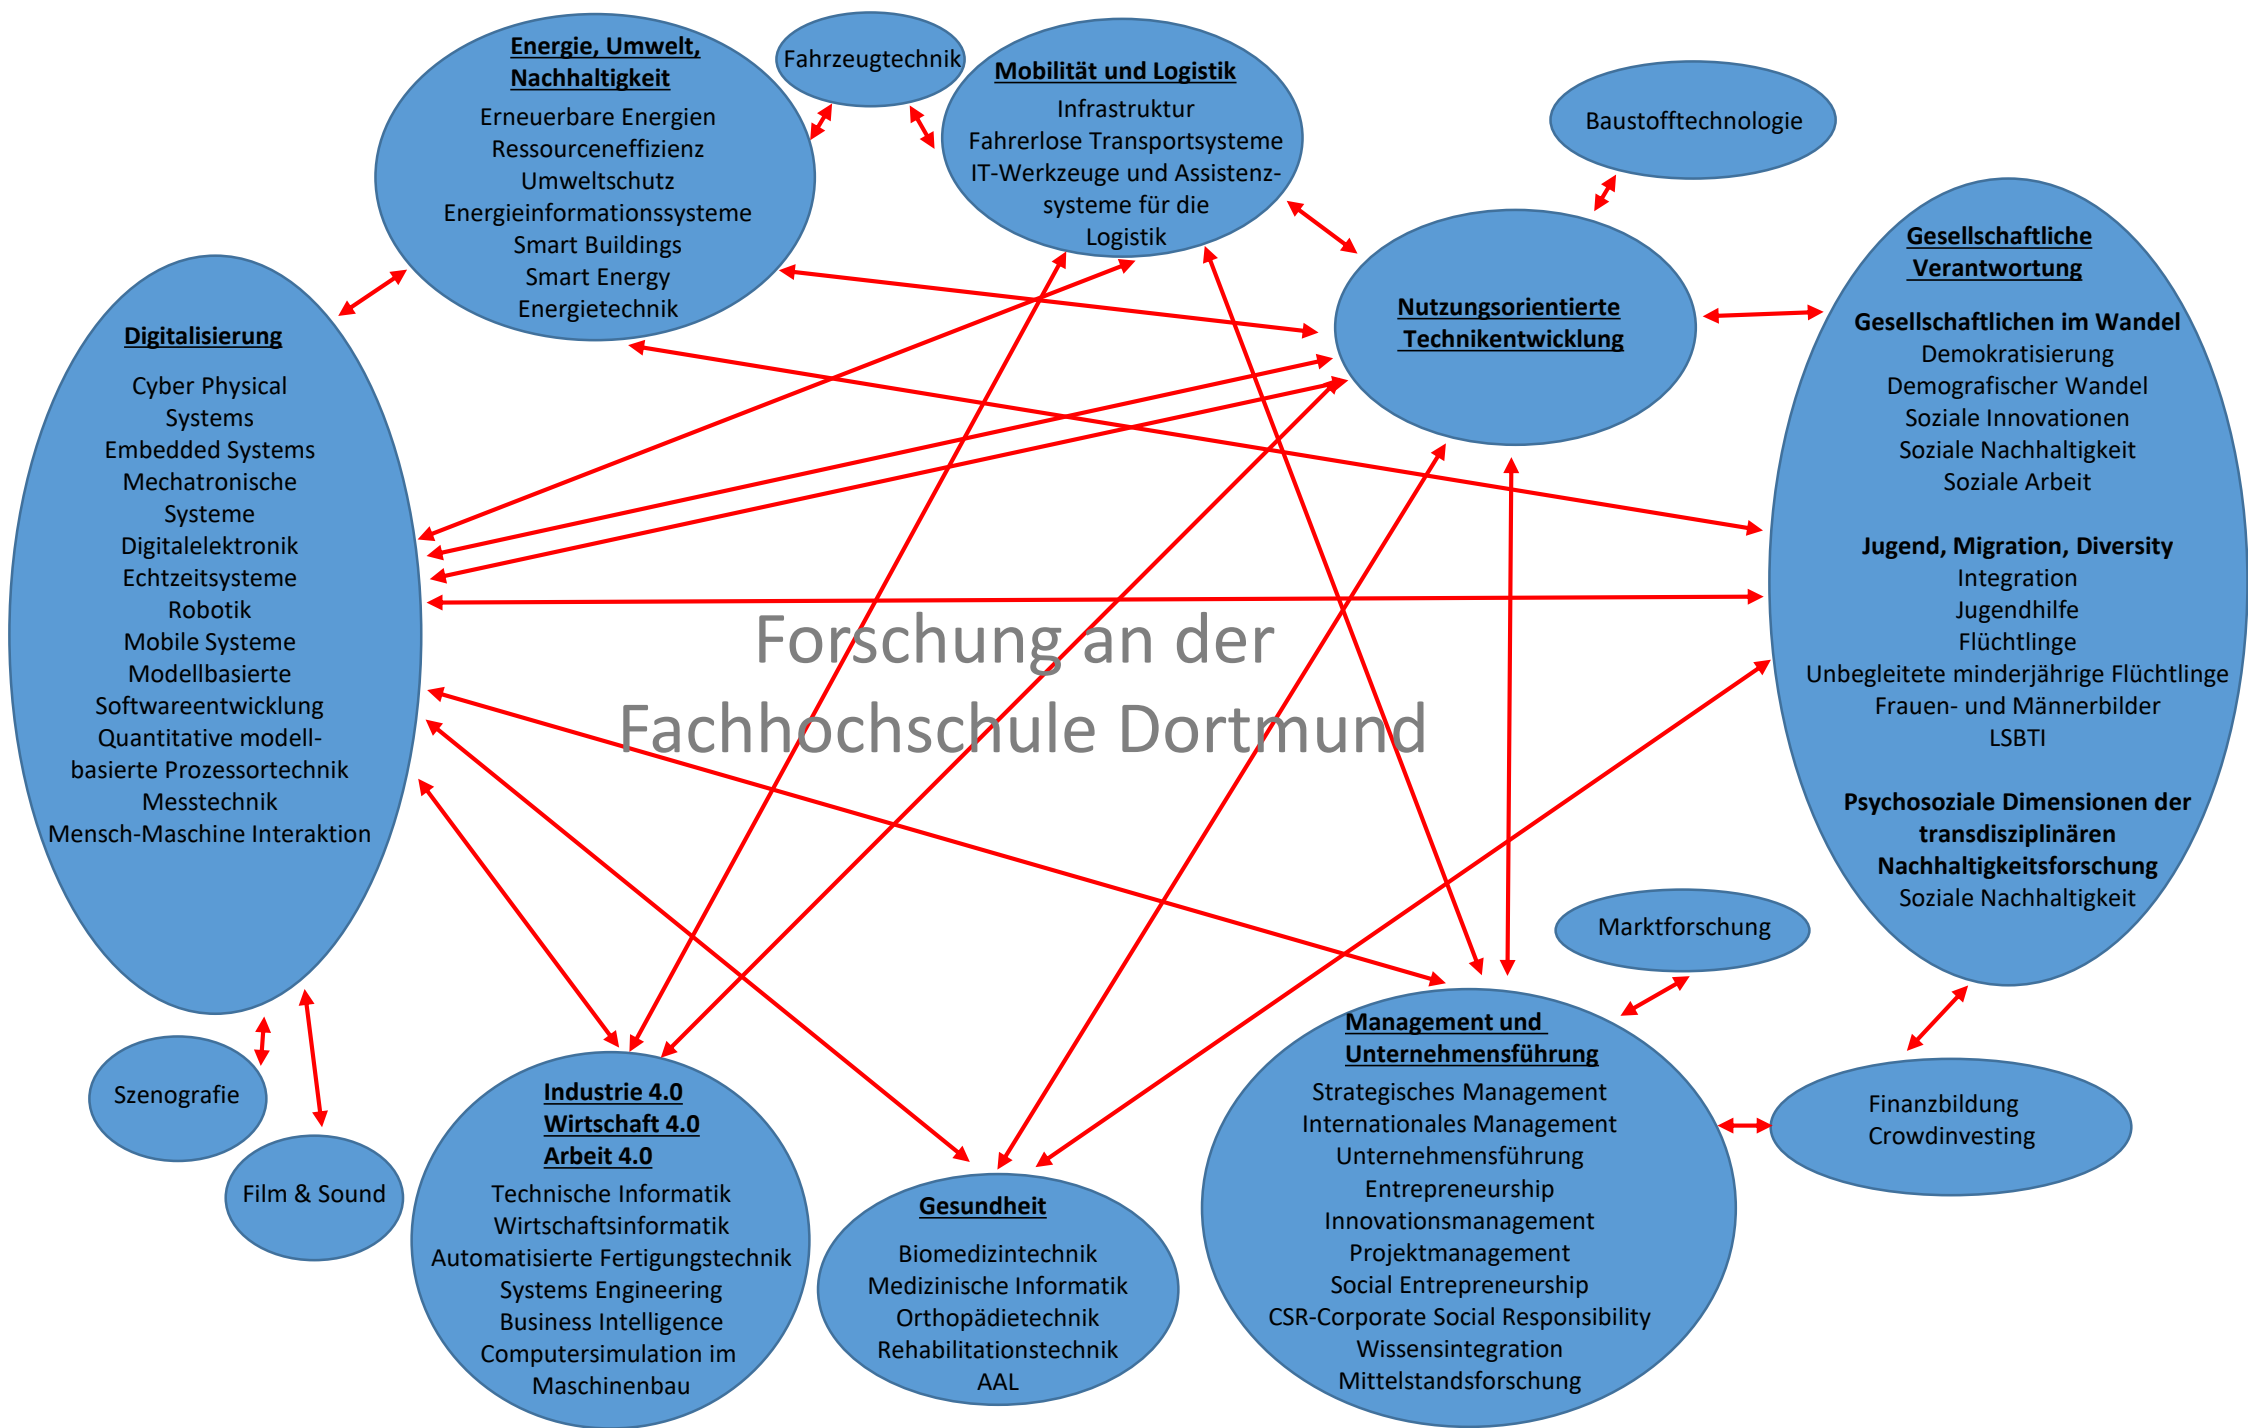 Energie, Umwelt,
Nachhaltigkeit
Erneuerbare Energien
Ressourceneffizienz
Umweltschutz
Energieinformationssysteme
Smart Buildings
Smart Energy
Energietechnik
Fahrzeugtechnik
Mobilität und Logistik
Infrastruktur
Fahrerlose Transportsysteme
IT-Werkzeuge und Assistenz-
systeme für die
Logistik
Baustofftechnologie
Nutzungsorientierte
Technikentwicklung
Gesellschaftliche
Verantwortung
Gesellschaftlichen im Wandel
Demokratisierung
Demografischer Wandel
Soziale Innovationen
Soziale Nachhaltigkeit
Soziale Arbeit
Jugend, Migration, Diversity
Integration
Jugendhilfe
Flüchtlinge
Unbegleitete minderjährige Flüchtlinge
Frauen- und Männerbilder
LSBTI
Psychosoziale Dimensionen der
transdisziplinären
Nachhaltigkeitsforschung
Soziale Nachhaltigkeit
Digitalisierung
Cyber Physical
Systems
Embedded Systems
Mechatronische
Systeme
Digitalelektronik
Echtzeitsysteme
Robotik
Mobile Systeme
Modellbasierte
Softwareentwicklung
Quantitative modell-
basierte Prozessortechnik
Messtechnik
Mensch-Maschine Interaktion
Forschung an der
Fachhochschule Dortmund
Marktforschung
Szenografie
Film & Sound
Industrie 4.0
Wirtschaft 4.0
Arbeit 4.0
Technische Informatik
Wirtschaftsinformatik
Automatisierte Fertigungstechnik
Systems Engineering
Business Intelligence
Computersimulation im
Maschinenbau
Gesundheit
Biomedizintechnik
Medizinische Informatik
Orthopädietechnik
Rehabilitationstechnik
AAL
Management und
Unternehmensführung
Strategisches Management
Internationales Management
Unternehmensführung
Entrepreneurship
Innovationsmanagement
Projektmanagement
Social Entrepreneurship
CSR-Corporate Social Responsibility
Wissensintegration
Mittelstandsforschung
Finanzbildung
Crowdinvesting